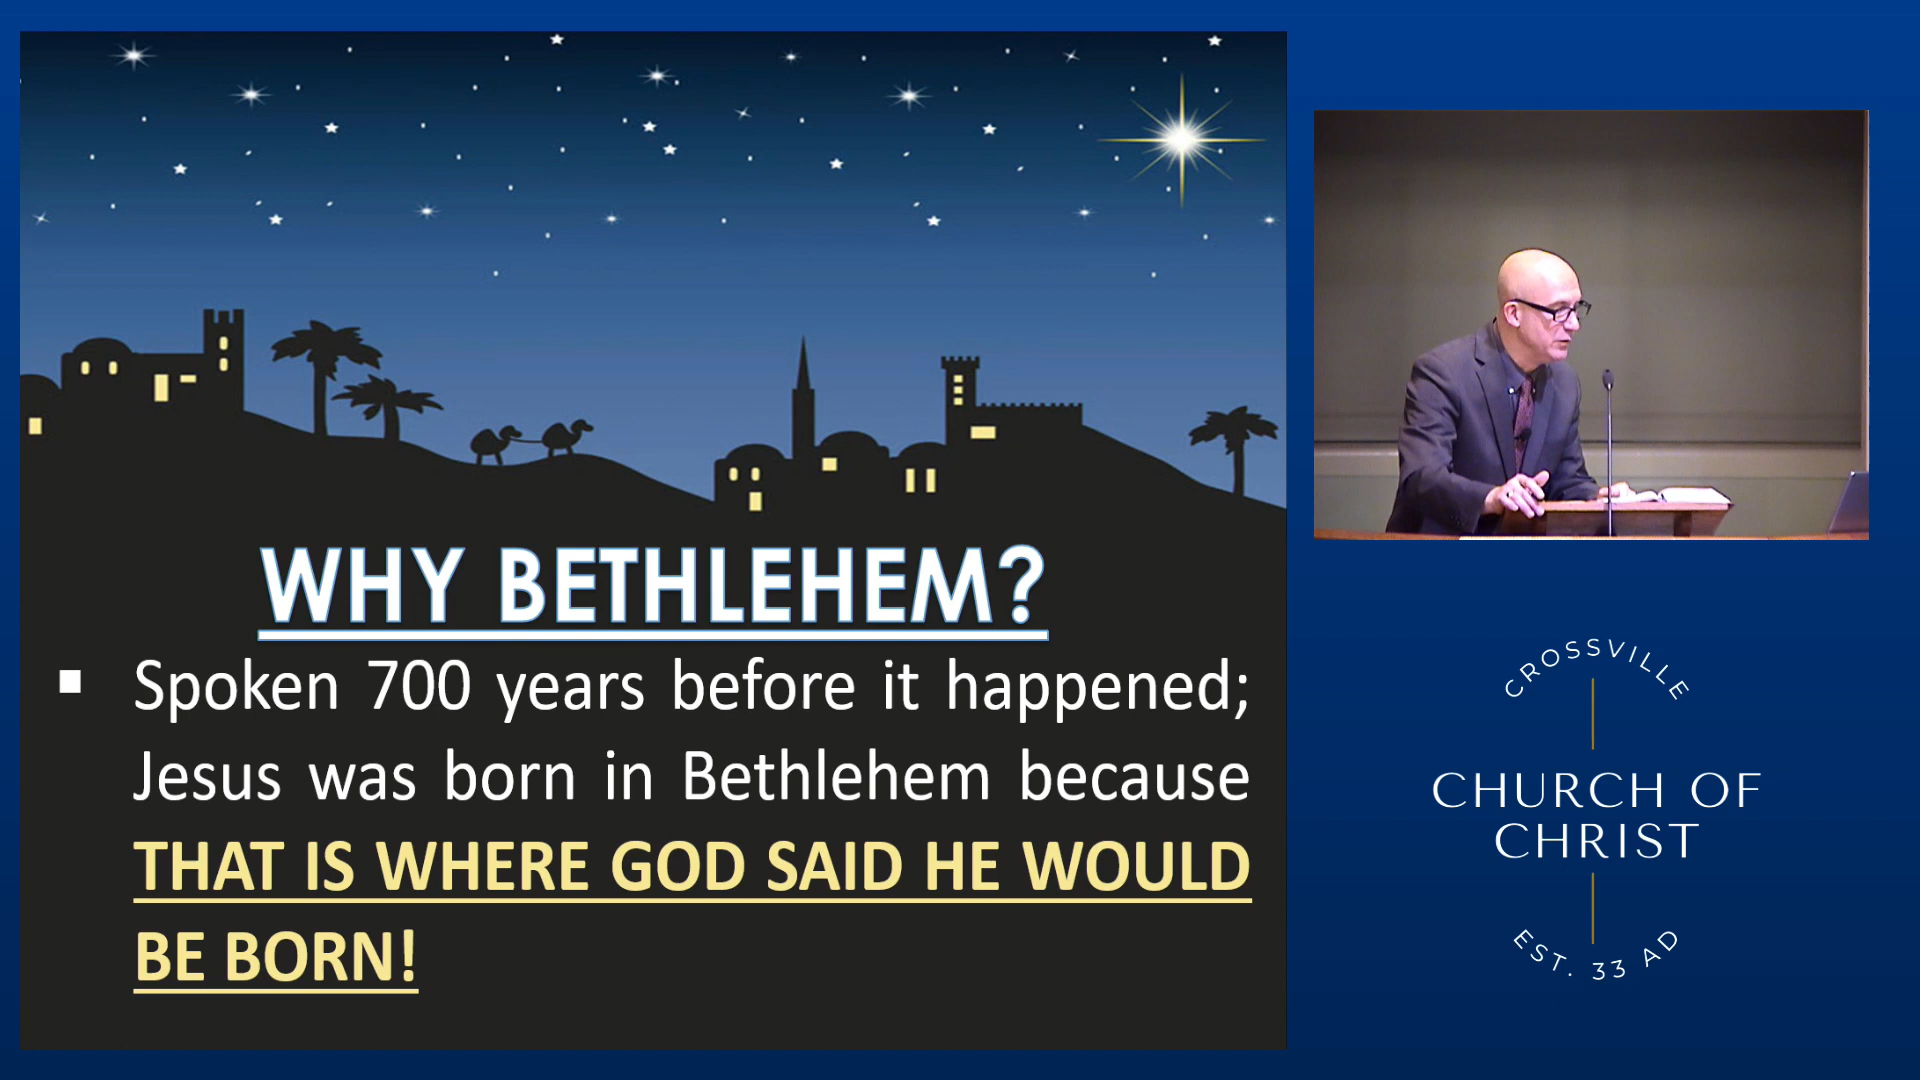 WHY BETHLEHEM?
▪ Spoken 700 years before it happened;
Jesus was born in Bethlehem because
THAT IS WHERE GOD SAID HE WOULD
BE BORN!
CROSSVILLE
CHURCH OF
CHRIST
EST. 33 AD